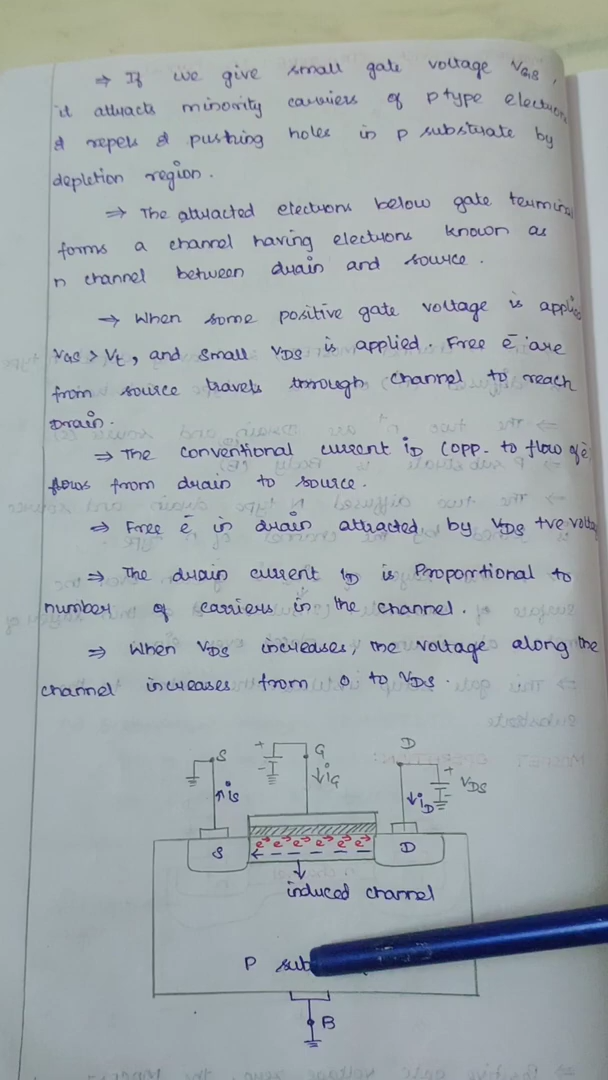 ⇒ If we give small gate voltage VGS,
it attracts minority carriers of p type electron
& repels & pushing holes in p substrate by
depletion region.
⇒ The attracted electrons below gate terminal
forms a channel having electrons known as
n channel between drain and source.
⇒ When some positive gate voltage is applied
VGS > Vt, and small VDS is applied. Free ē are
from source travels through channel to reach
Drain.
⇒ The conventional current iD (opp. to flow of ē
flows from drain to source.
⇒ Free ē in drain attracted by VDS +ve voltage
⇒ The drain current ID is Proportional to
number of carriers in the channel.
⇒ When VDS increases, the voltage along the
channel increases from 0 to VDS.
S G D
+ - iG + - VDS
iS iD
S e e e e e e D
induced channel
P sub
B